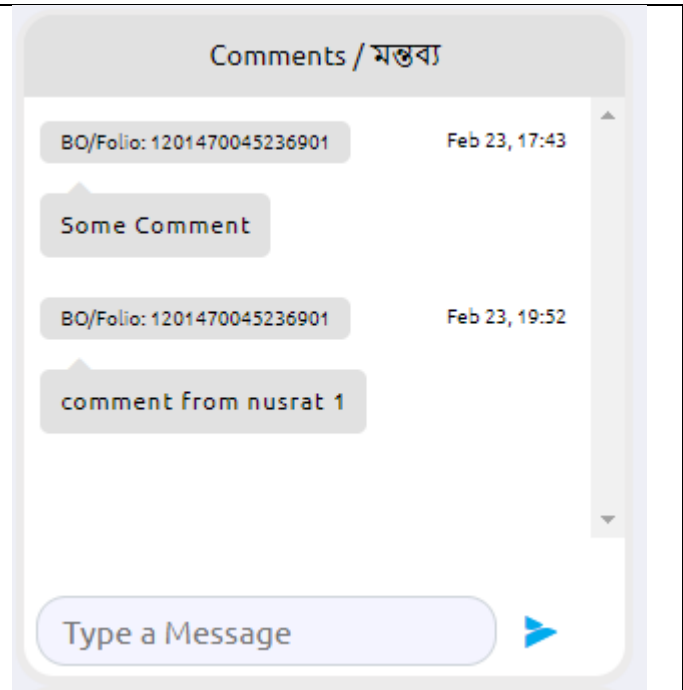 Comments / মন্তব্য
BO/Folio: 1201470045236901 Feb 23, 17:43
Some Comment
BO/Folio: 1201470045236901 Feb 23, 19:52
comment from nusrat 1
Type a Message